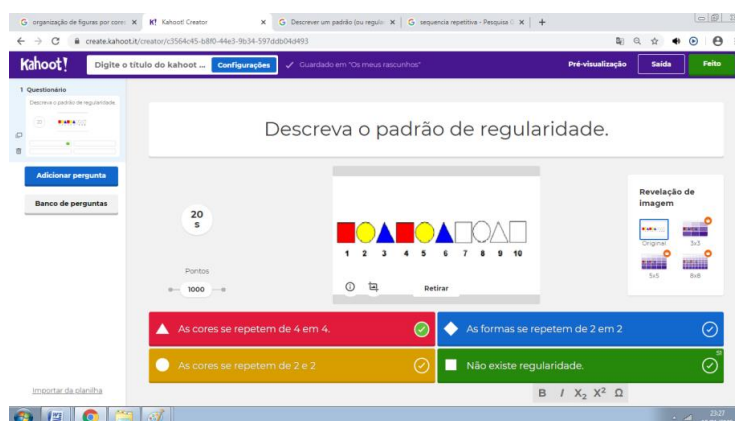 organização de figuras por cores
Kahoot! Creator
Descrever um padrão (ou regula
sequencia repetitiva - Pesquisa
create.kahoot.it/creator/c3564c45-b8f0-44e3-9b34-597ddb04d493
Kahoot!
Digite o título do kahoot ...
Configurações
Guardado em "Os meus rascunhos"
Pré-visualização
Saída
Feito
1 Questionário
Descreva o padrão de regularidade.
Adicionar pergunta
Banco de perguntas
Importar da planilha
Descreva o padrão de regularidade.
20
s
Pontos
1000
1 2 3 4 5 6 7 8 9 10
Retirar
Revelação de
imagem
Original
3x3
5x5
8x8
As cores se repetem de 4 em 4.
As formas se repetem de 2 em 2
As cores se repetem de 2 e 2
Não existe regularidade.
51
B I X₂ X² Ω
23:27